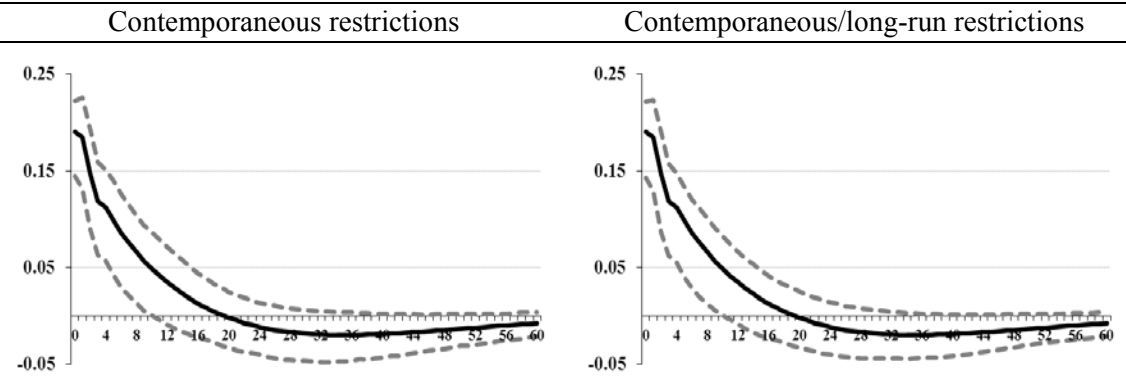 Contemporaneous restrictions Contemporaneous/long-run restrictions
0.25 0.25
0.15 0.15
0.05 0.05
0 4 8 12 16 20 24 28 32 36 40 44 48 52 56 60 0 4 8 12 16 20 24 28 32 36 40 44 48 52 56 60
-0.05 -0.05